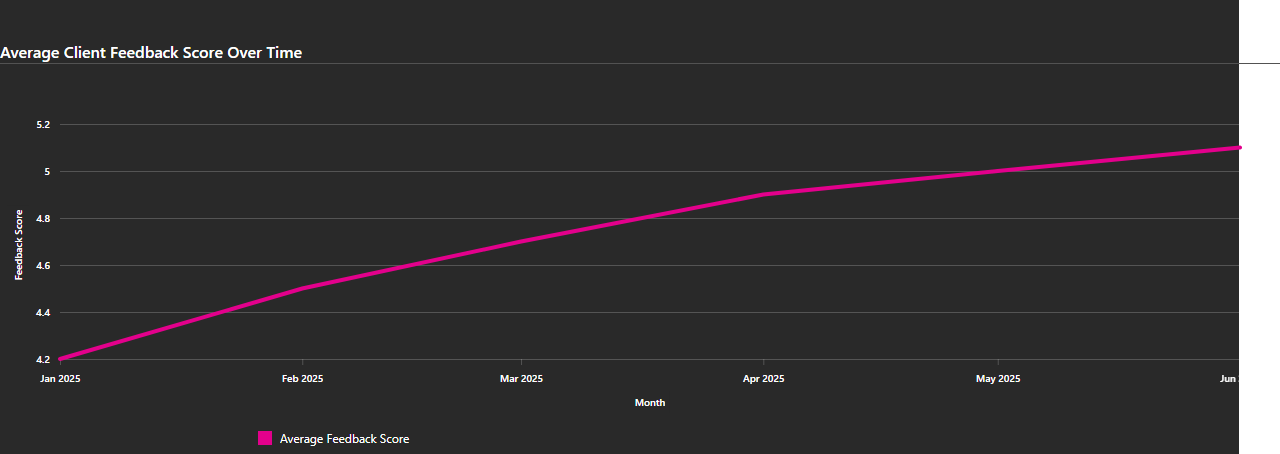 Average Client Feedback Score Over Time
5.2
5
4.8
4.6
4.4
4.2
Feedback Score
Jan 2025 Feb 2025 Mar 2025 Apr 2025 May 2025 Jun
Month
Average Feedback Score